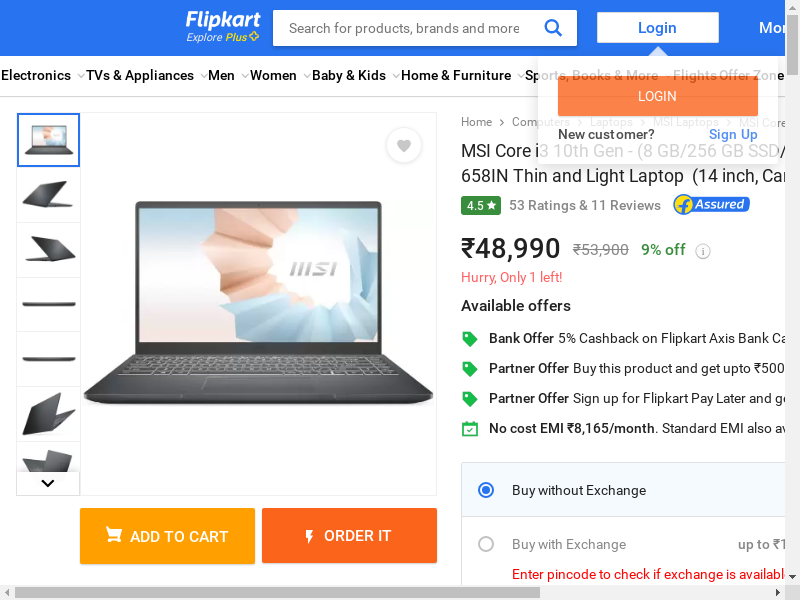 Flipkart
Explore Plus
Search for products, brands and more
Login
Electronics
TVs & Appliances
Men
Women
Baby & Kids
Home & Furniture
Sports, Books & More
Flights
Offer Zone
LOGIN
New customer? Sign Up
Home > Computers > Laptops > MSI Laptops > MSI Core
MSI Core i3 10th Gen - (8 GB/256 GB SSD/
658IN Thin and Light Laptop (14 inch, Car
4.5 ★ 53 Ratings & 11 Reviews Assured
₹48,990 ₹53,900 9% off
Hurry, Only 1 left!
Available offers
Bank Offer 5% Cashback on Flipkart Axis Bank Ca
Partner Offer Buy this product and get upto ₹500
Partner Offer Sign up for Flipkart Pay Later and ge
No cost EMI ₹8,165/month. Standard EMI also av
Buy without Exchange
Buy with Exchange up to ₹1
Enter pincode to check if exchange is availabl
msi
ADD TO CART
ORDER IT